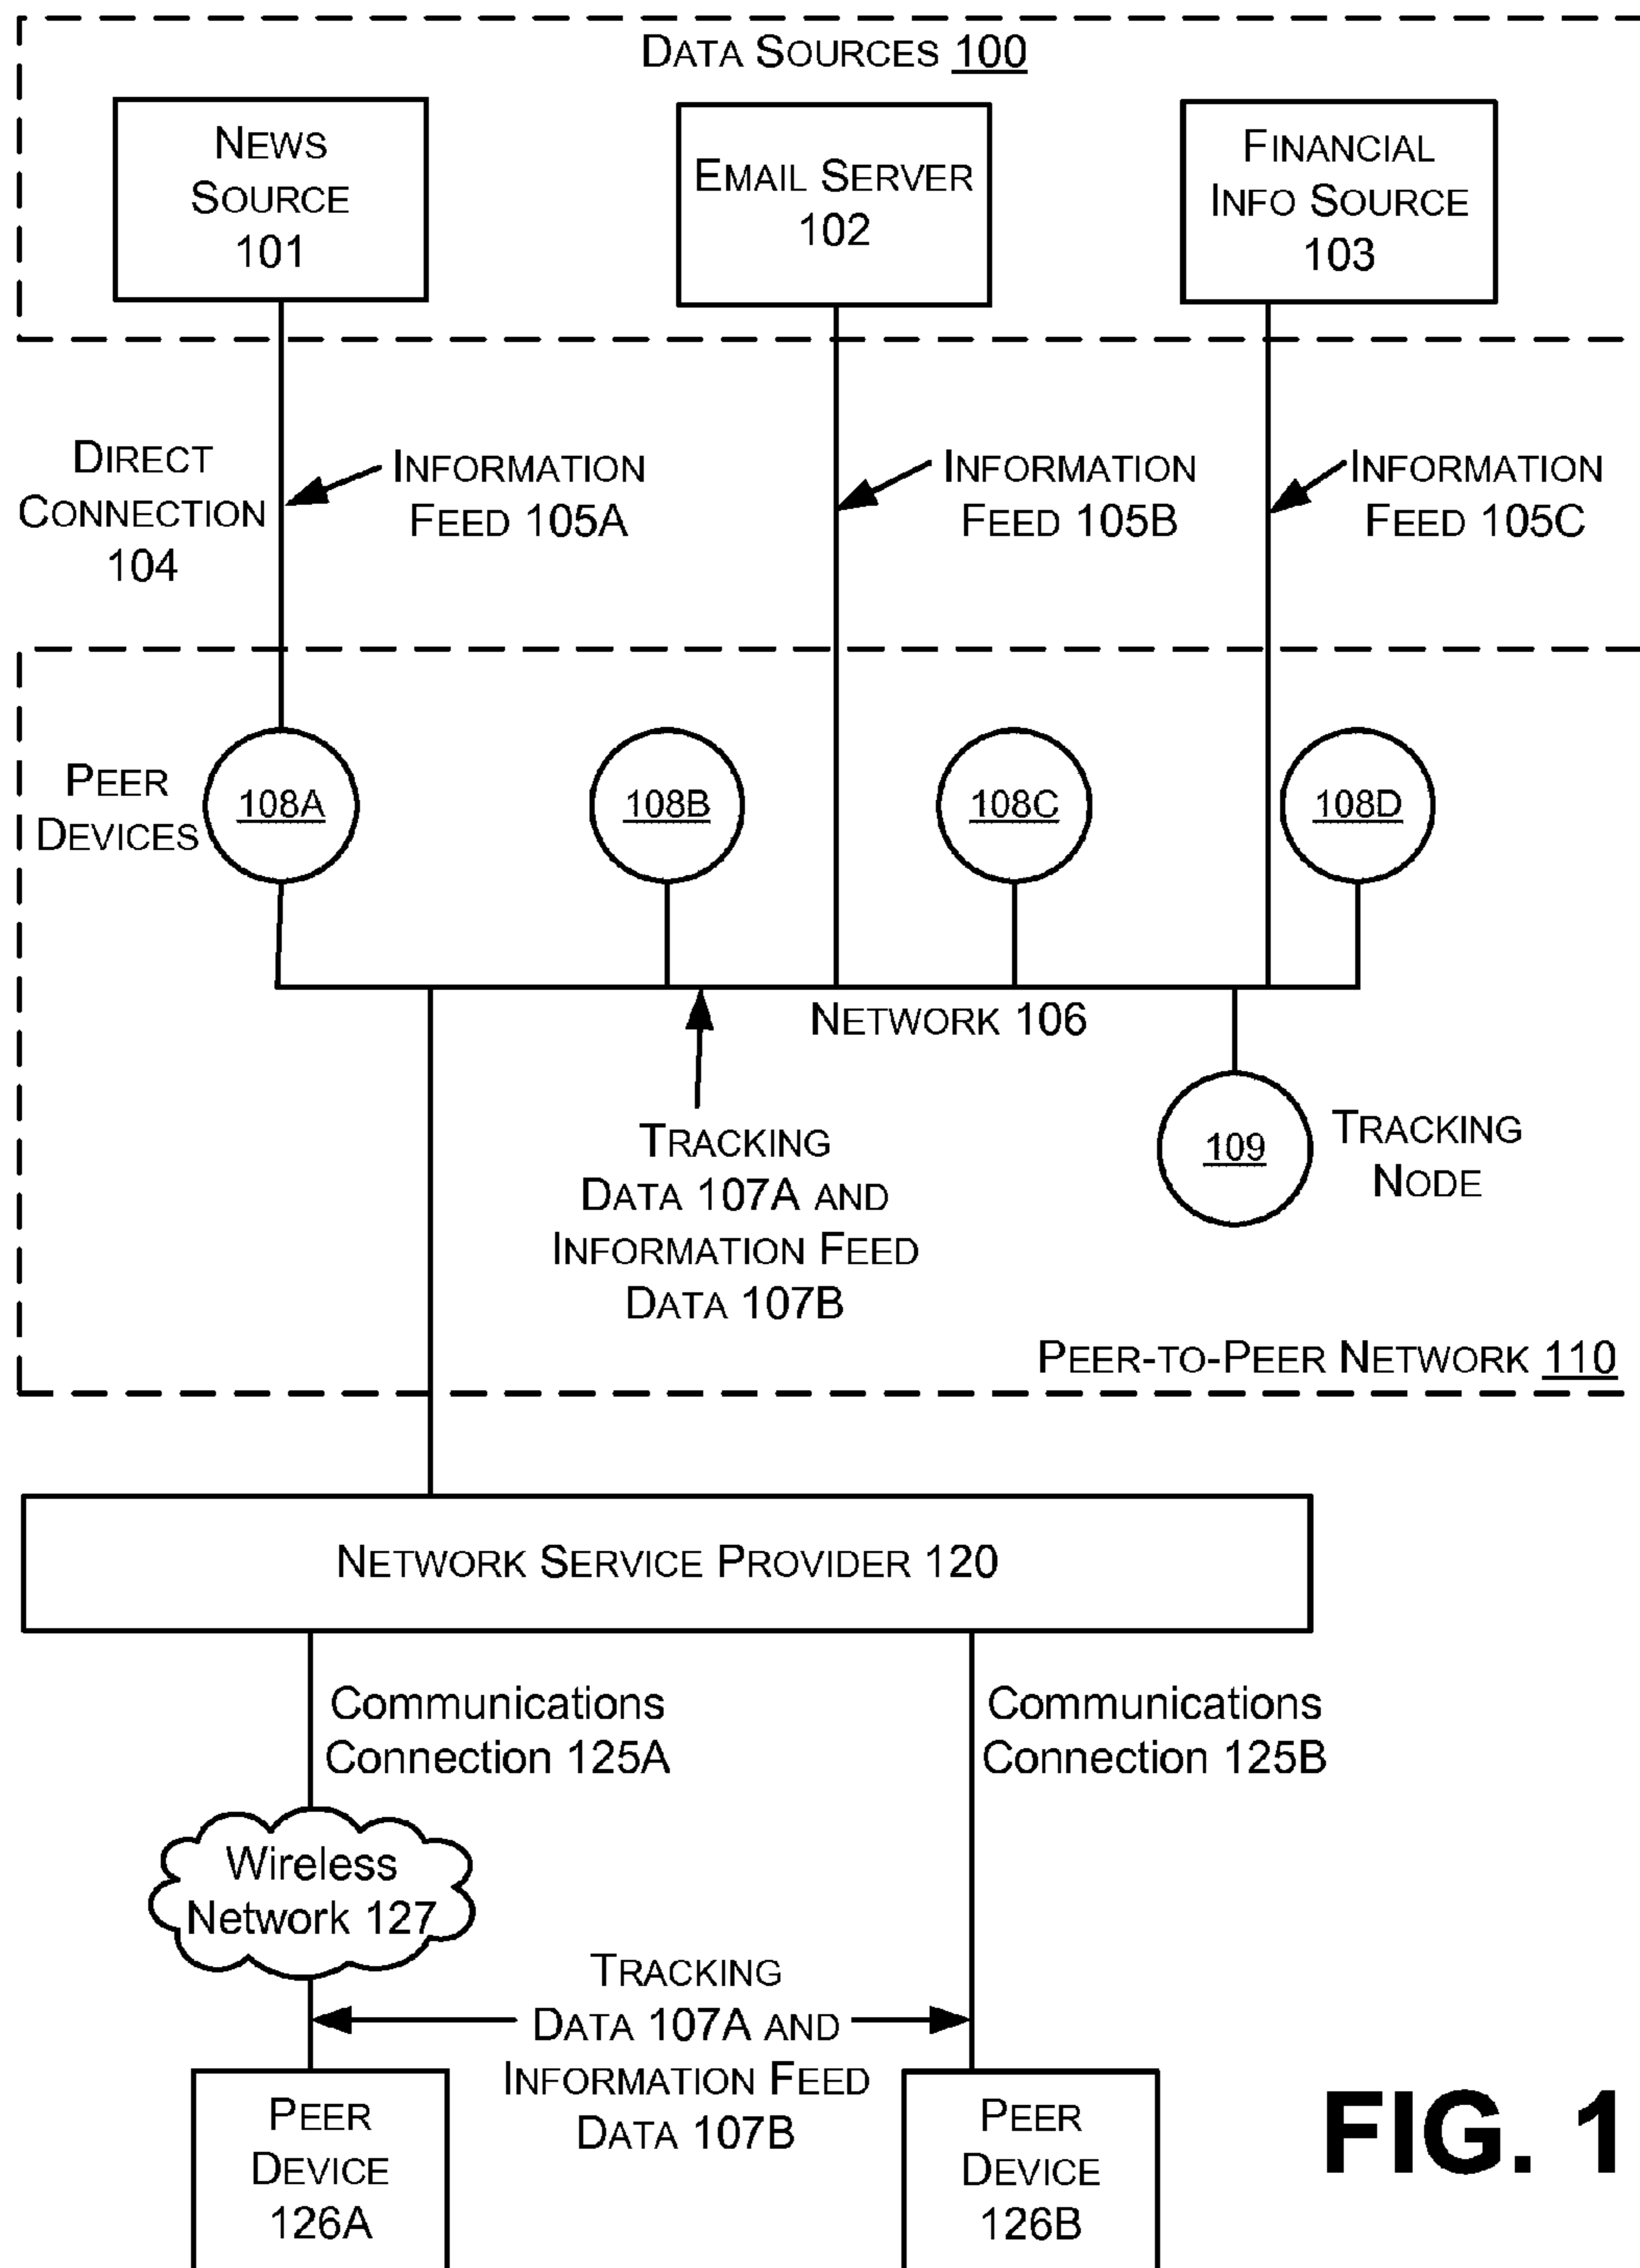 DATA SOURCES 100
NEWS
SOURCE
101
EMAIL SERVER
102
FINANCIAL
INFO SOURCE
103
DIRECT
CONNECTION
104
INFORMATION
FEED 105A
INFORMATION
FEED 105B
INFORMATION
FEED 105C
PEER
DEVICES
108A
108B
108C
108D
NETWORK 106
TRACKING
DATA 107A AND
INFORMATION FEED
DATA 107B
109
TRACKING
NODE
PEER-TO-PEER NETWORK 110
NETWORK SERVICE PROVIDER 120
Communications
Connection 125A
Communications
Connection 125B
Wireless
Network 127
TRACKING
DATA 107A AND
INFORMATION FEED
DATA 107B
PEER
DEVICE
126A
PEER
DEVICE
126B
FIG. 1